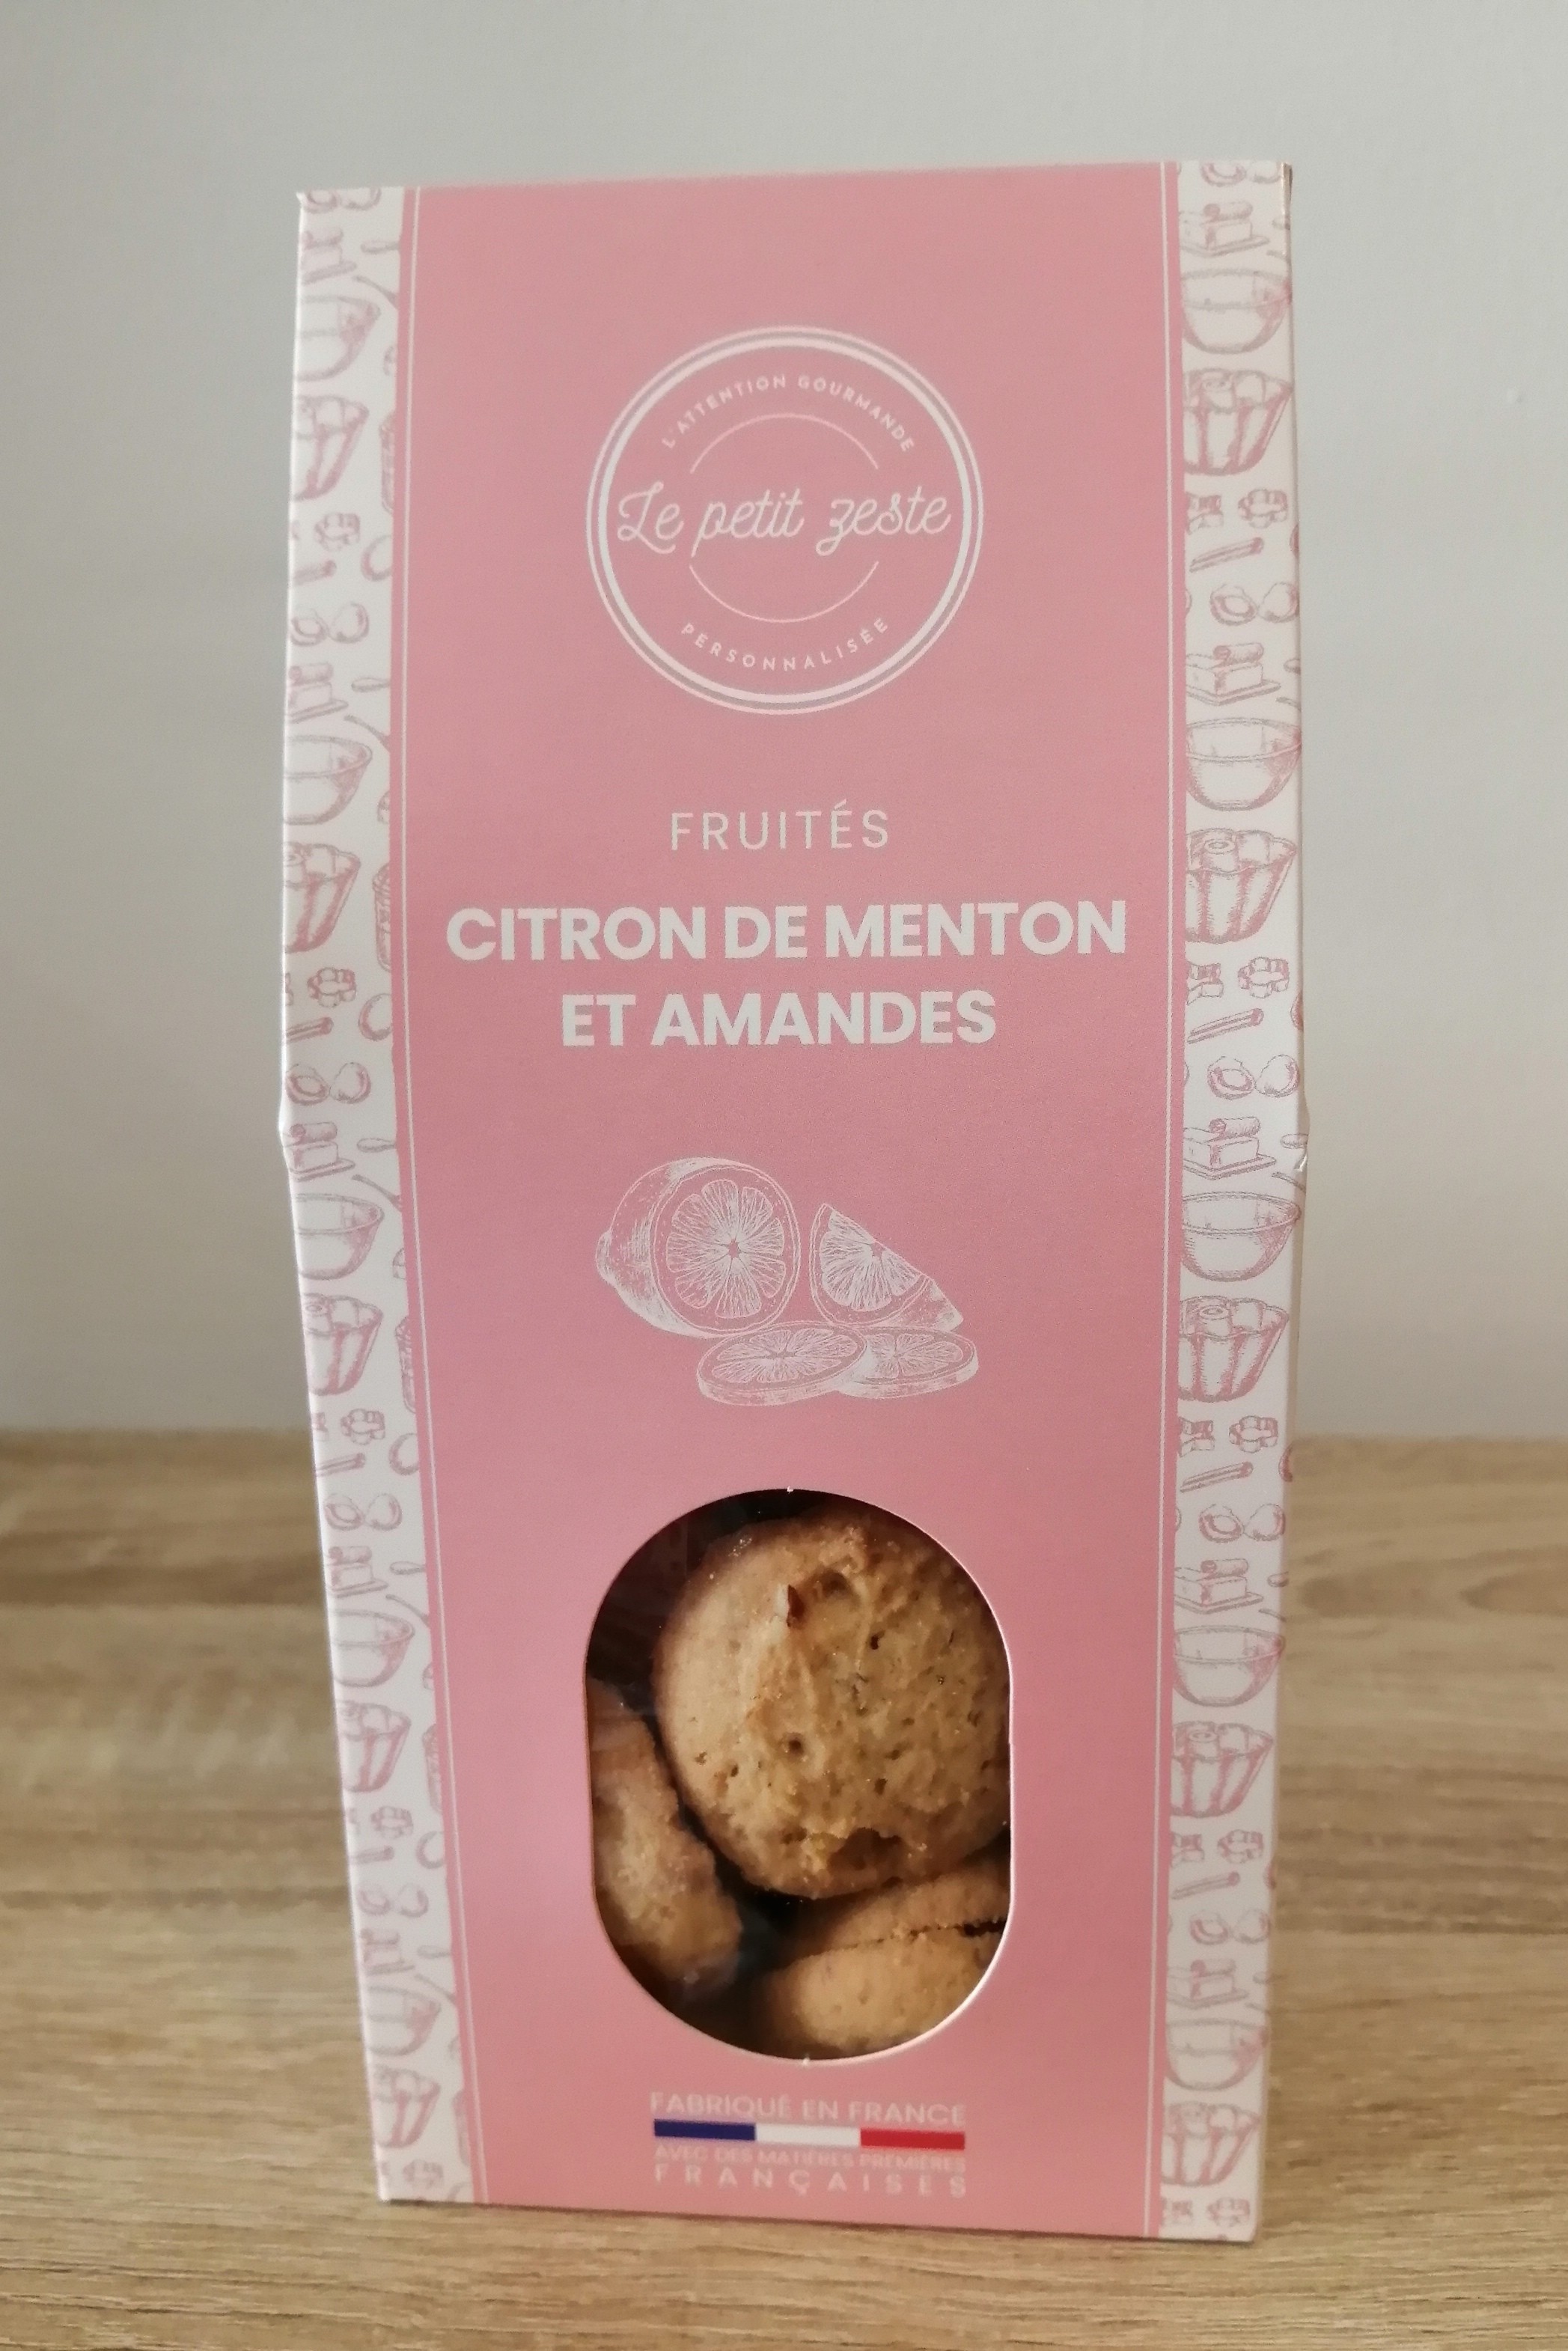 L'ATTENTION GOURMANDE
Le petit zeste
PERSONNALISÉE
FRUITÉS
CITRON DE MENTON
ET AMANDES
FABRIQUÉ EN FRANCE
AVEC DES MATIÈRES PREMIÈRES
FRANÇAISES